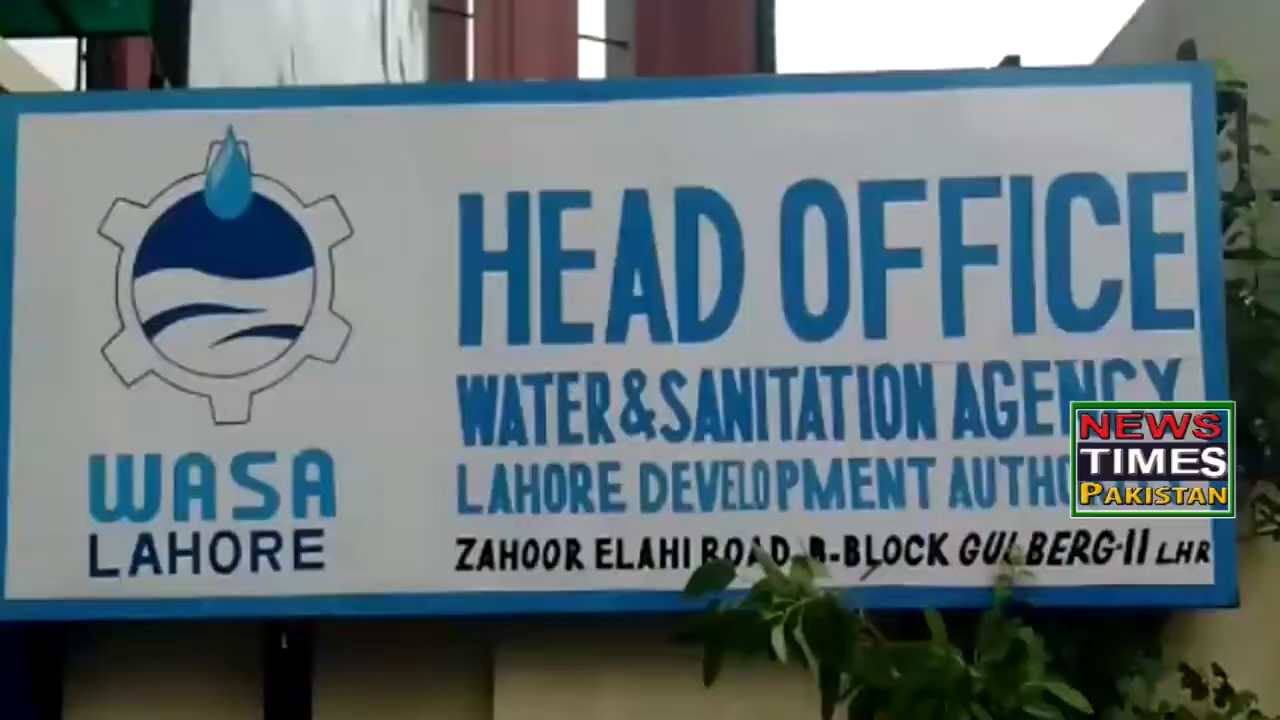 WASA
LAHORE
HEAD OFFICE
WATER & SANITATION AGENCY
LAHORE DEVELOPMENT
ZAHOOR ELAHI ROAD B-BLOCK GULBERG-II LHR
NEWS
TIMES
PAKISTAN